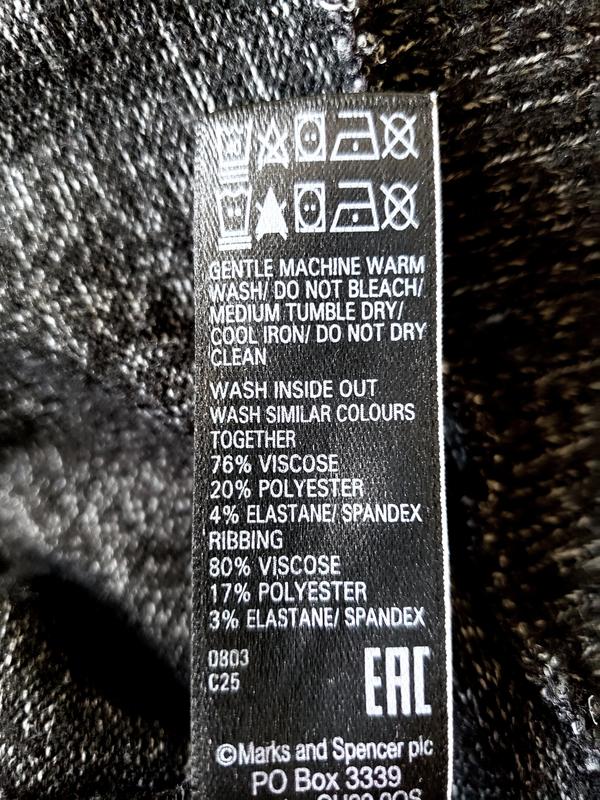 GENTLE MACHINE WARM
WASH/ DO NOT BLEACH/
MEDIUM TUMBLE DRY/
COOL IRON/ DO NOT DRY
CLEAN
WASH INSIDE OUT
WASH SIMILAR COLOURS
TOGETHER
76% VISCOSE
20% POLYESTER
4% ELASTANE/ SPANDEX
RIBBING
80% VISCOSE
17% POLYESTER
3% ELASTANE/ SPANDEX
0803
C25
EAC
©Marks and Spencer plc
PO Box 3339